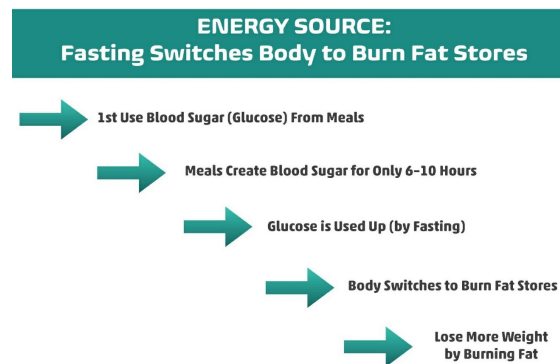 ENERGY SOURCE:
Fasting Switches Body to Burn Fat Stores
1st Use Blood Sugar (Glucose) From Meals
Meals Create Blood Sugar for Only 6-10 Hours
Glucose is Used Up (by Fasting)
Body Switches to Burn Fat Stores
Lose More Weight
by Burning Fat